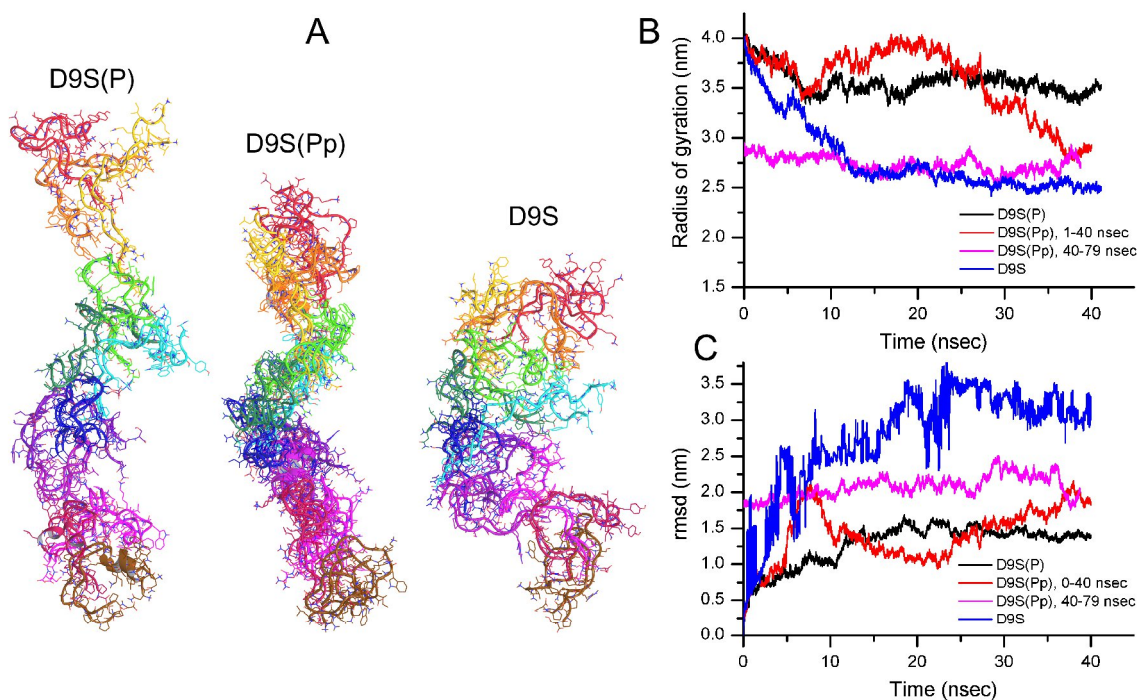 A
D9S(P)
D9S(Pp)
D9S
B
Radius of gyration (nm)
4.0
3.5
3.0
2.5
2.0
1.5
D9S(P)
D9S(Pp), 1-40 nsec
D9S(Pp), 40-79 nsec
D9S
0 10 20 30 40
Time (nsec)
C
rmsd (nm)
3.5
3.0
2.5
2.0
1.5
1.0
0.5
0.0
D9S(P)
D9S(Pp), 0-40 nsec
D9S(Pp), 40-79 nsec
D9S
0 10 20 30 40
Time (nsec)